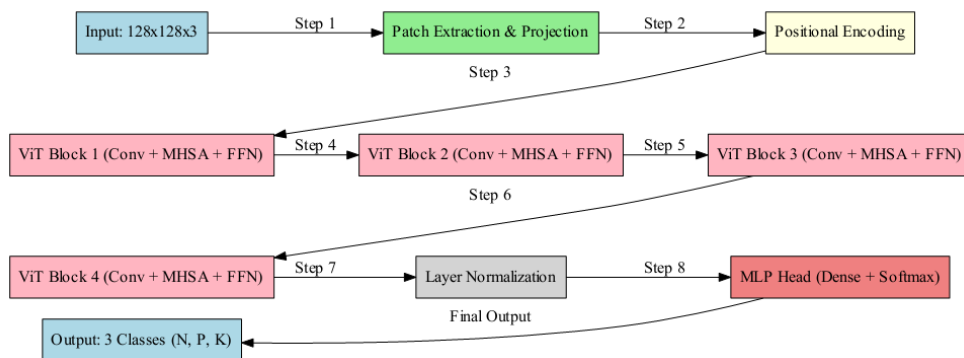 Input: 128x128x3
Step 1
Patch Extraction & Projection
Step 2
Positional Encoding
Step 3
ViT Block 1 (Conv + MHSA + FFN)
Step 4
ViT Block 2 (Conv + MHSA + FFN)
Step 5
ViT Block 3 (Conv + MHSA + FFN)
Step 6
ViT Block 4 (Conv + MHSA + FFN)
Step 7
Layer Normalization
Step 8
MLP Head (Dense + Softmax)
Final Output
Output: 3 Classes (N, P, K)